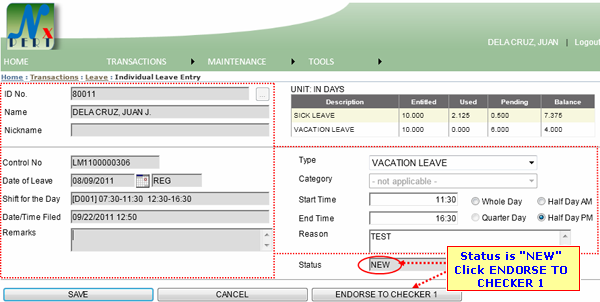 Nx
PERT
DELA CRUZ, JUAN | Logout
HOME TRANSACTIONS MAINTENANCE TOOLS
Home : Transactions : Leave : Individual Leave Entry
ID No. 80011 ...
Name DELA CRUZ, JUAN J.
Nickname
UNIT: IN DAYS
Description Entitled Used Pending Balance
SICK LEAVE 10.000 2.125 0.500 7.375
VACATION LEAVE 10.000 0.000 6.000 4.000
Control No LM1100000306
Date of Leave 08/09/2011 REG
Shift for the Day [D001] 07:30-11:30 12:30-16:30
Date/Time Filed 09/22/2011 12:50
Remarks
Type VACATION LEAVE
Category - not applicable -
Start Time 11:30 Whole Day Half Day AM
End Time 16:30 Quarter Day Half Day PM
Reason TEST
Status NEW
Status is "NEW"
Click ENDORSE TO
CHECKER 1
SAVE CANCEL ENDORSE TO CHECKER 1